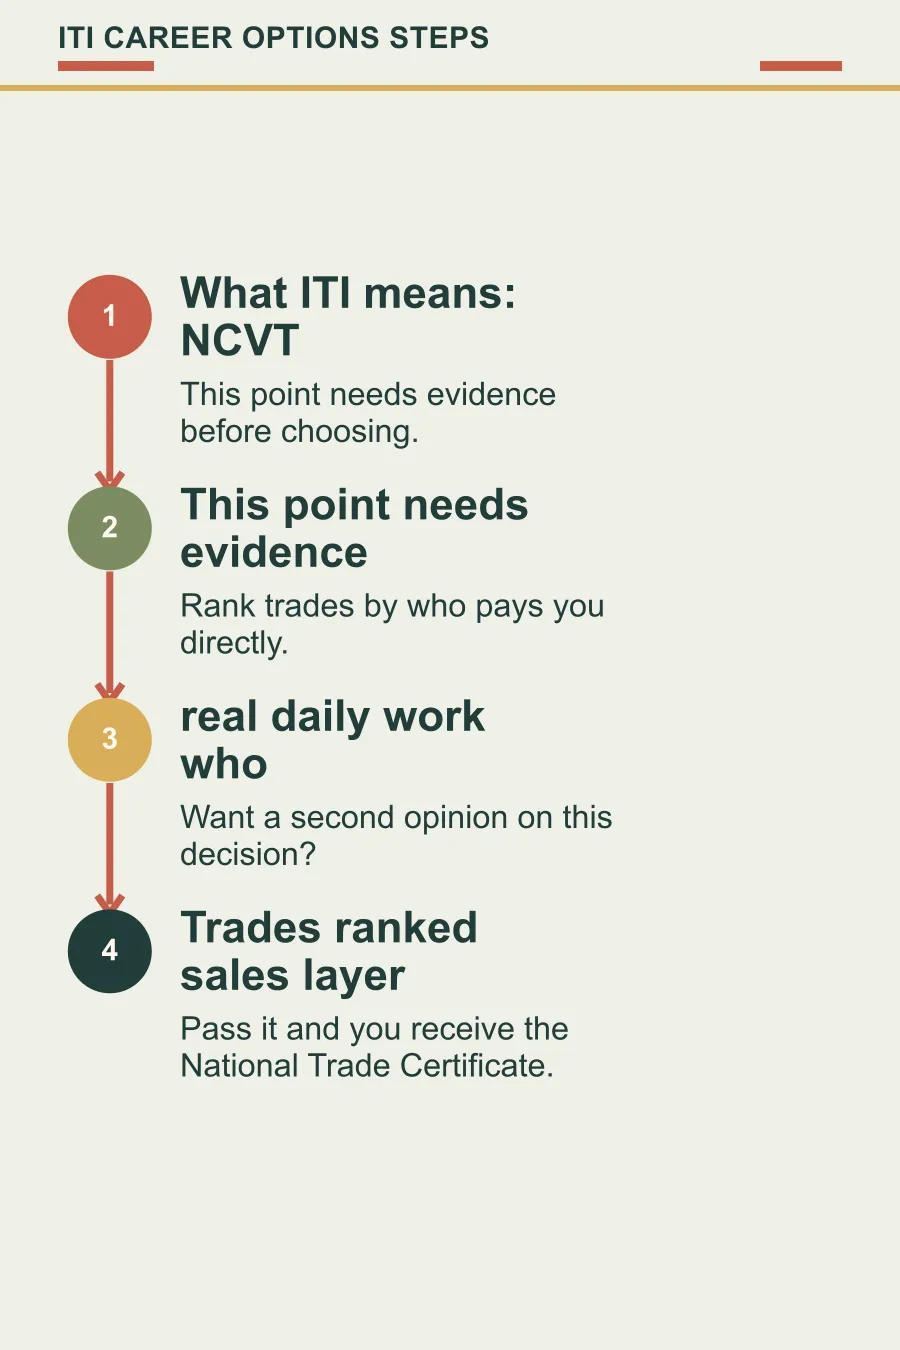 ITI CAREER OPTIONS STEPS
1
What ITI means:
NCVT
This point needs evidence
before choosing.
2
This point needs
evidence
Rank trades by who pays you
directly.
3
real daily work
who
Want a second opinion on this
decision?
4
Trades ranked
sales layer
Pass it and you receive the
National Trade Certificate.